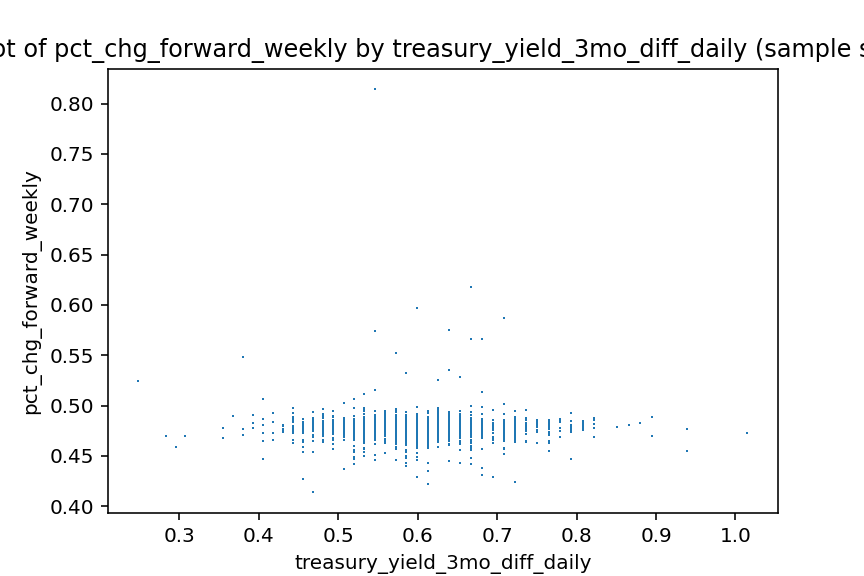 of pct_chg_forward_weekly by treasury_yield_3mo_diff_daily (sample
0.80
0.75
0.70
0.65
0.60
0.55
0.50
0.45
0.40
pct_chg_forward_weekly
0.3 0.4 0.5 0.6 0.7 0.8 0.9 1.0
treasury_yield_3mo_diff_daily